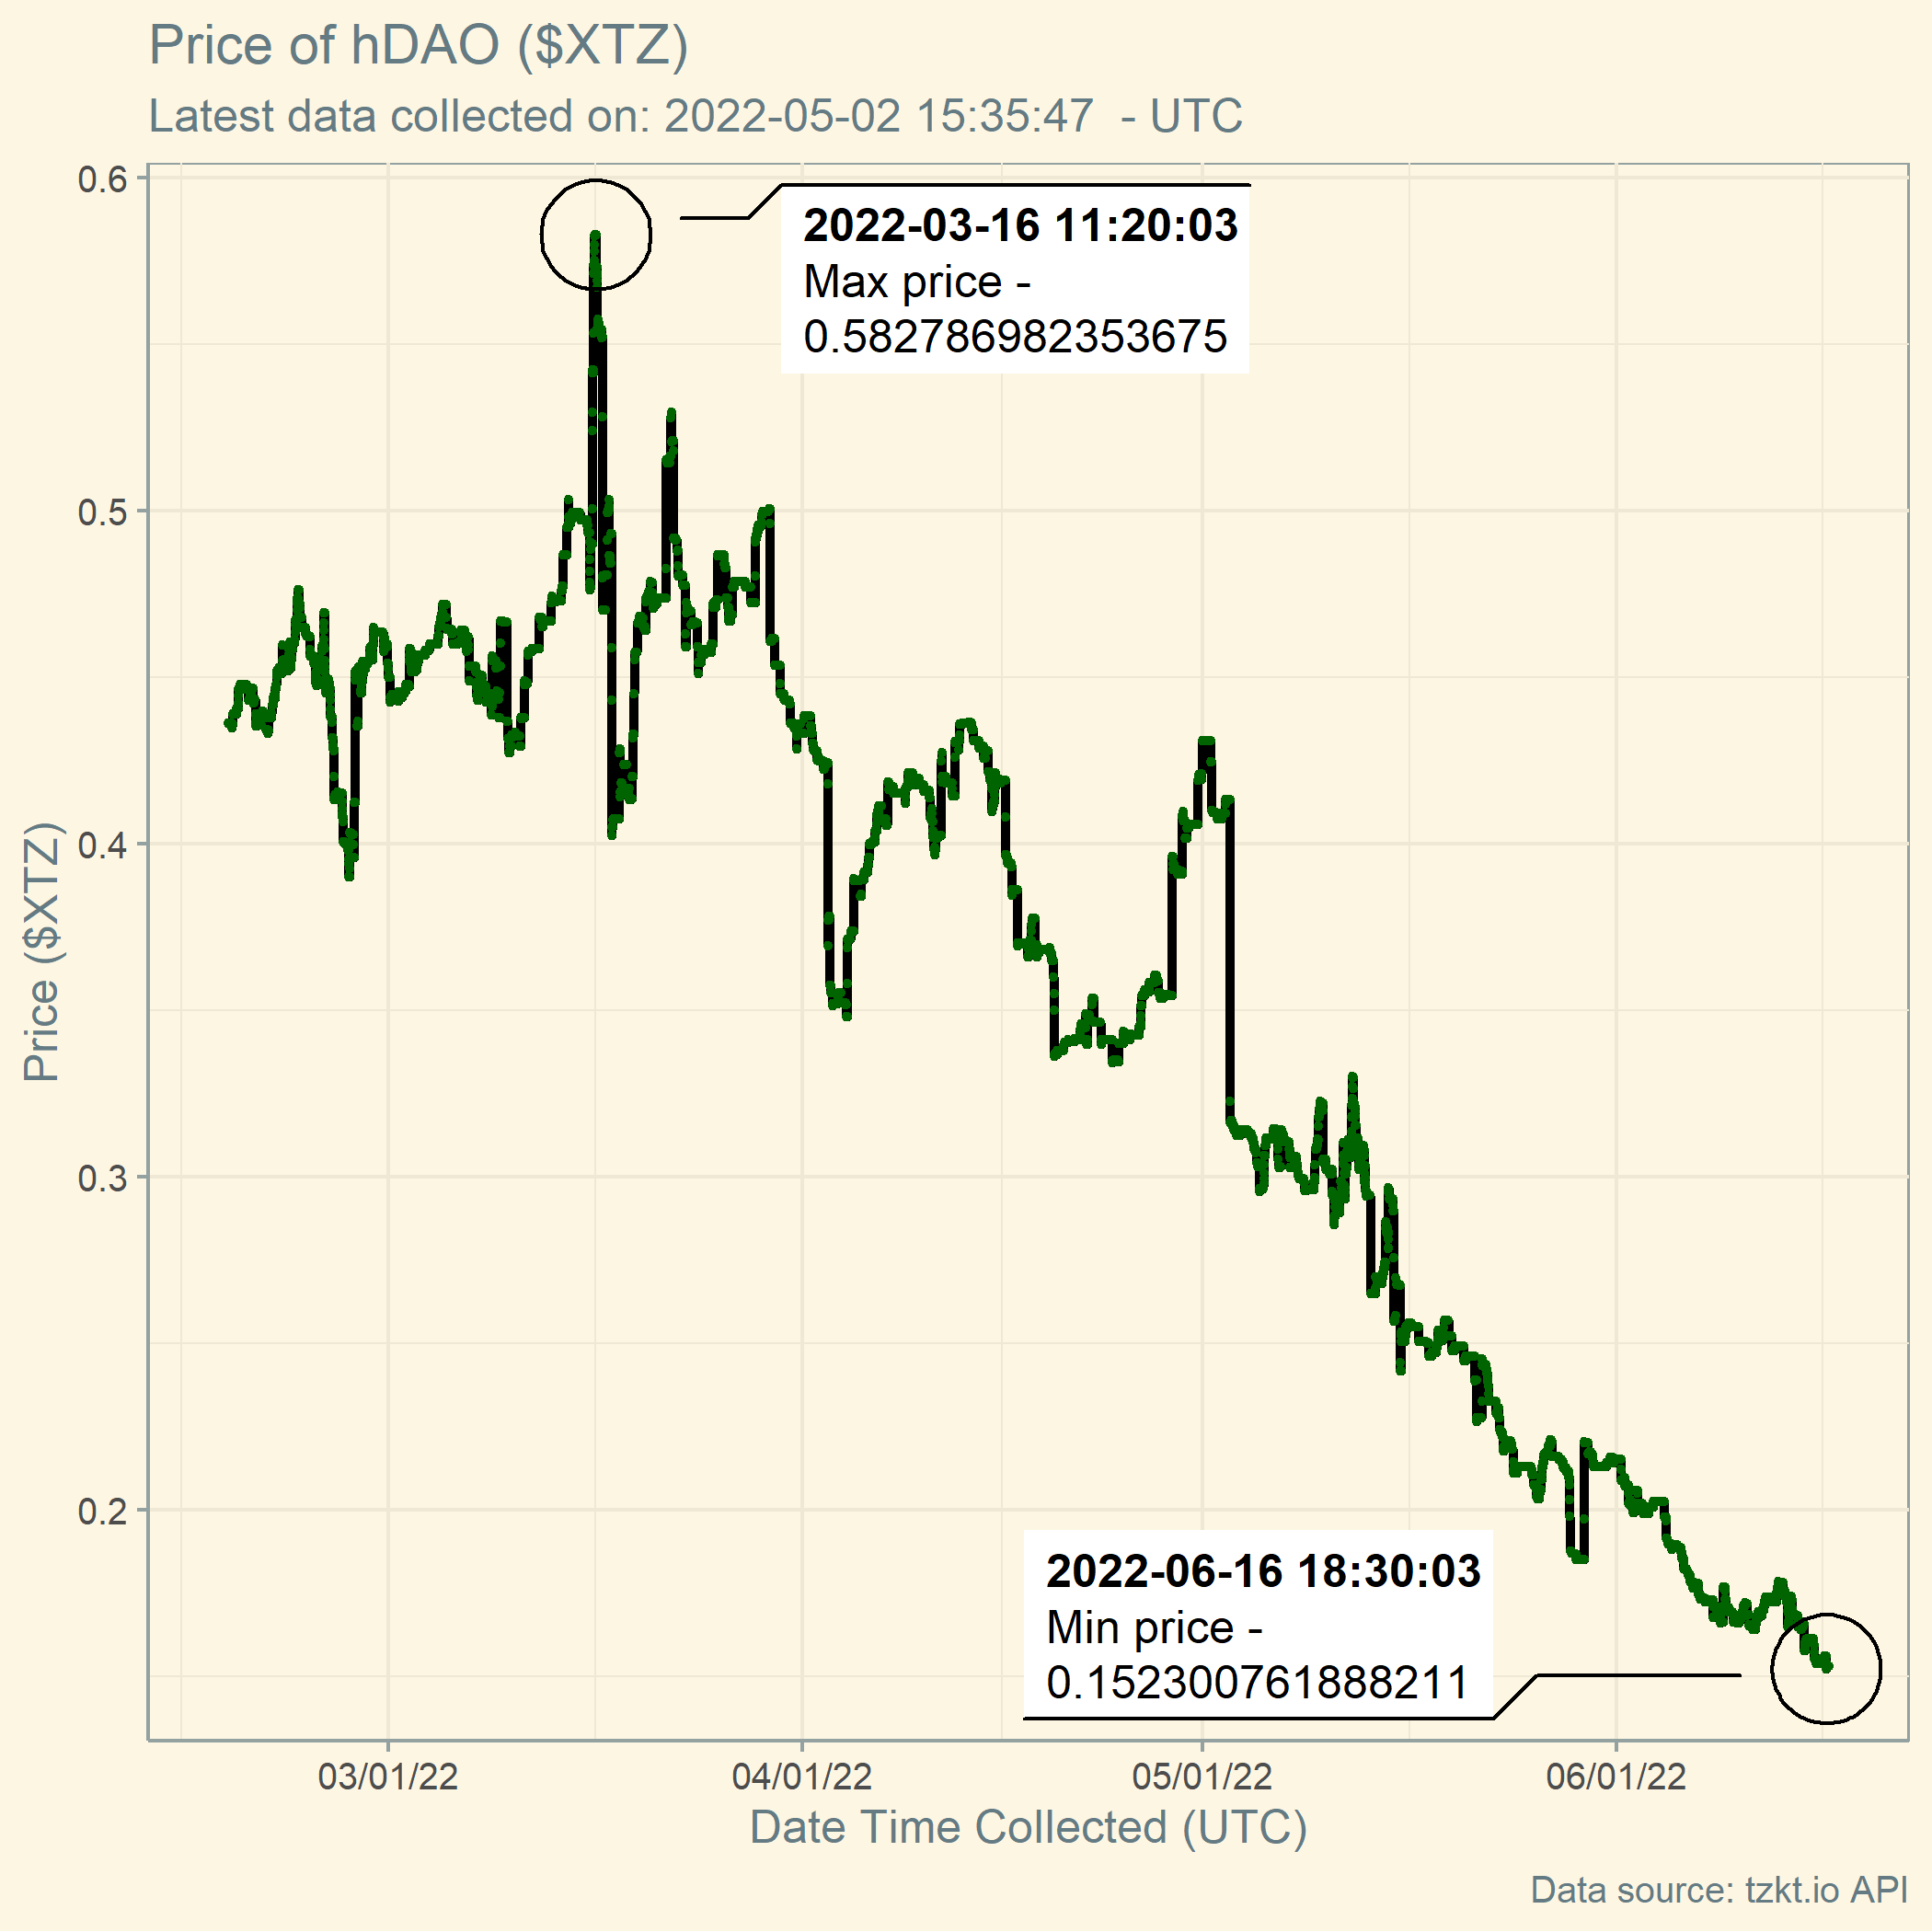 Price of hDAO ($XTZ)
Latest data collected on: 2022-05-02 15:35:47  - UTC
0.6
0.5
0.4
0.3
0.2
Price ($XTZ)
2022-03-16 11:20:03
Max price -
0.582786982353675
2022-06-16 18:30:03
Min price -
0.152300761888211
03/01/22
04/01/22
05/01/22
06/01/22
Date Time Collected (UTC)
Data source: tzkt.io API